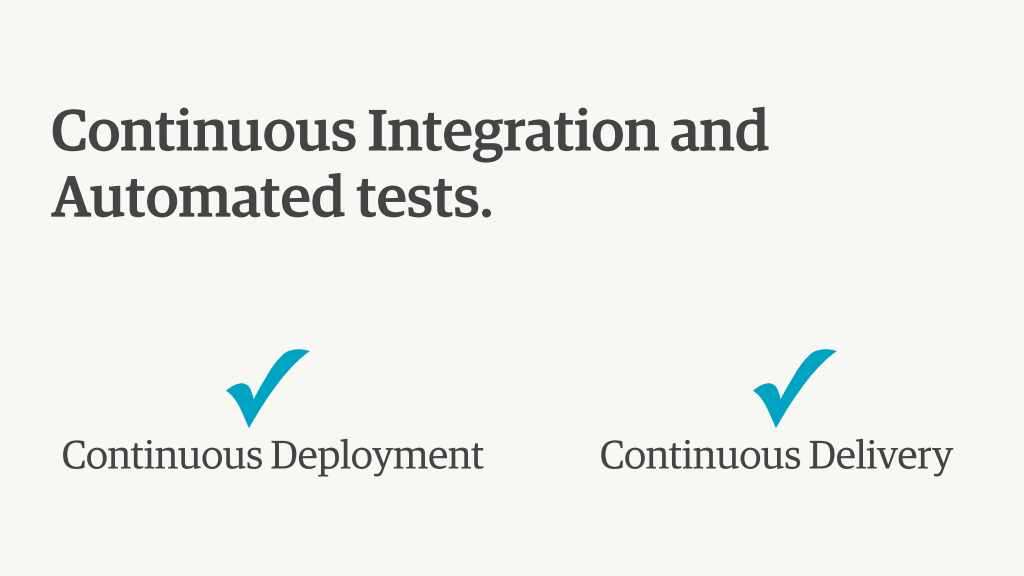 Continuous Integration and
Automated tests.
Continuous Deployment
Continuous Delivery